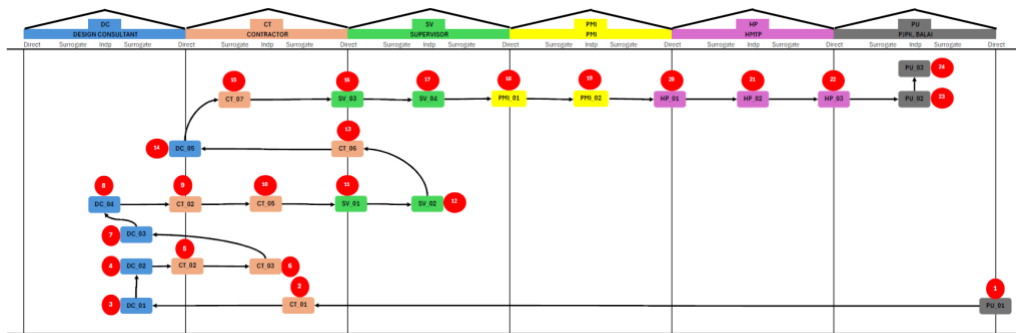 DC CT SV PMI HP PU
DESIGN CONSULTANT CONTRACTOR SUPERVISOR PMI HMTP PJPK, BALAI
Direct Surrogate Indp Surrogate Direct Surrogate Indp Surrogate Direct Surrogate Indp Surrogate Direct Surrogate Indp Surrogate Direct Surrogate Indp Surrogate Direct Surrogate Indp Surrogate Direct
PU_03 24
15 16 17 18 19 20 21 22
CT_07 SV_03 SV_04 PMI_01 PMI_02 HP_01 HP_02 HP_03 PU_02 23
13
14 DC_05 CT_06
8 9 10 11
DC_04 CT_02 CT_05 SV_01 SV_02 12
7 DC_03
5
4 DC_02 CT_02 CT_03 6
2 1
3 DC_01 CT_01 PU_01